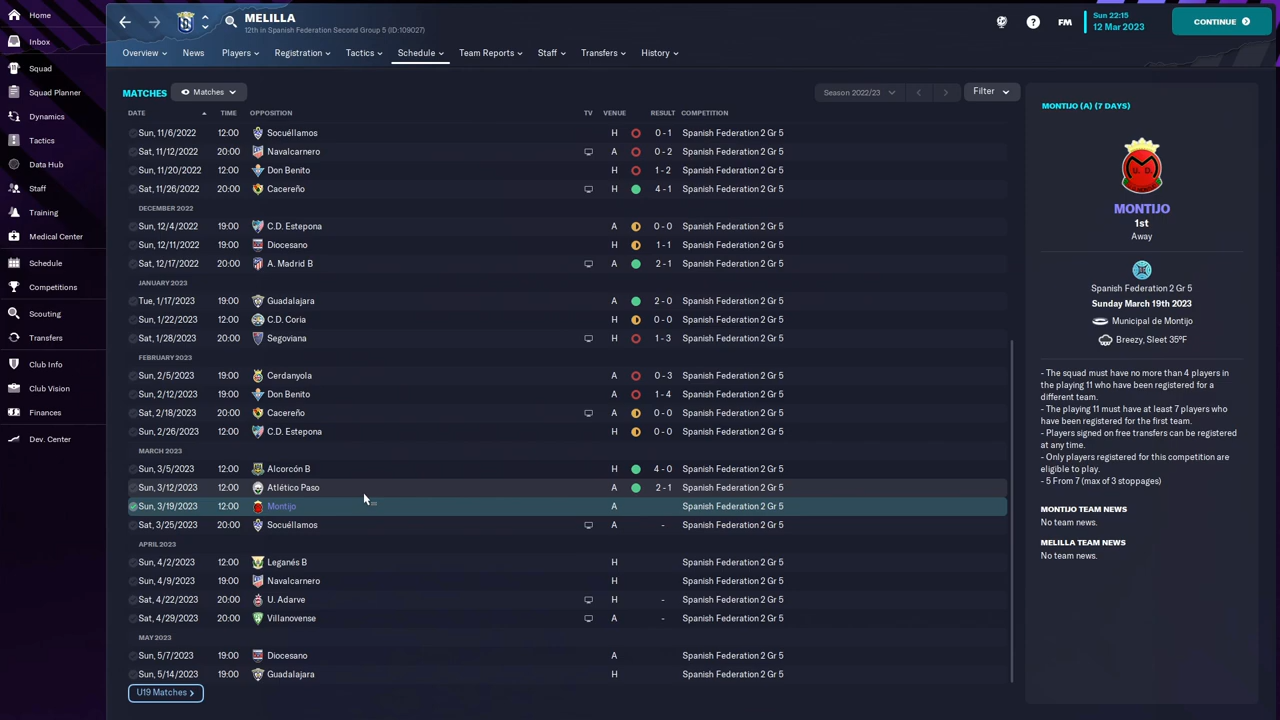 Home
Inbox
Squad
Squad Planner
Dynamics
Tactics
Data Hub
Staff
Training
Medical Center
Schedule
Competitions
Scouting
Transfers
Club Info
Club Vision
Finances
Dev. Center
MELILLA
12th in Spanish Federation Second Group 5 (ID:109027)
FM
Sun 22:15
12 Mar 2023
CONTINUE
Overview News Players Registration Tactics Schedule Team Reports Staff Transfers History
MATCHES Matches Season 2022/23 Filter
DATE TIME OPPOSITION TV VENUE RESULT COMPETITION
Sun, 11/6/2022 12:00 Socuéllamos H 0 - 1 Spanish Federation 2 Gr 5
Sat, 11/12/2022 20:00 Navalcarnero A 0 - 2 Spanish Federation 2 Gr 5
Sun, 11/20/2022 12:00 Don Benito H 1 - 2 Spanish Federation 2 Gr 5
Sat, 11/26/2022 20:00 Cacereño H 4 - 1 Spanish Federation 2 Gr 5
DECEMBER 2022
Sun, 12/4/2022 19:00 C.D. Estepona A 0 - 0 Spanish Federation 2 Gr 5
Sun, 12/11/2022 19:00 Diocesano H 1 - 1 Spanish Federation 2 Gr 5
Sat, 12/17/2022 20:00 A. Madrid B A 2 - 1 Spanish Federation 2 Gr 5
JANUARY 2023
Tue, 1/17/2023 19:00 Guadalajara A 2 - 0 Spanish Federation 2 Gr 5
Sun, 1/22/2023 12:00 C.D. Coria H 0 - 0 Spanish Federation 2 Gr 5
Sat, 1/28/2023 20:00 Segoviana H 1 - 3 Spanish Federation 2 Gr 5
FEBRUARY 2023
Sun, 2/5/2023 19:00 Cerdanyola A 0 - 3 Spanish Federation 2 Gr 5
Sun, 2/12/2023 19:00 Don Benito A 1 - 4 Spanish Federation 2 Gr 5
Sat, 2/18/2023 20:00 Cacereño A 0 - 0 Spanish Federation 2 Gr 5
Sun, 2/26/2023 12:00 C.D. Estepona H 0 - 0 Spanish Federation 2 Gr 5
MARCH 2023
Sun, 3/5/2023 12:00 Alcorcón B H 4 - 0 Spanish Federation 2 Gr 5
Sun, 3/12/2023 12:00 Atlético Paso A 2 - 1 Spanish Federation 2 Gr 5
Sun, 3/19/2023 12:00 Montijo A Spanish Federation 2 Gr 5
Sat, 3/25/2023 20:00 Socuéllamos A - Spanish Federation 2 Gr 5
APRIL 2023
Sun, 4/2/2023 12:00 Leganés B H Spanish Federation 2 Gr 5
Sun, 4/9/2023 19:00 Navalcarnero H Spanish Federation 2 Gr 5
Sat, 4/22/2023 20:00 U. Adarve H - Spanish Federation 2 Gr 5
Sat, 4/29/2023 20:00 Villanovense A - Spanish Federation 2 Gr 5
MAY 2023
Sun, 5/7/2023 19:00 Diocesano A Spanish Federation 2 Gr 5
Sun, 5/14/2023 19:00 Guadalajara H Spanish Federation 2 Gr 5
U19 Matches
MONTIJO (A) (7 DAYS)
MONTIJO
1st
Away
Spanish Federation 2 Gr 5
Sunday March 19th 2023
Municipal de Montijo
Breezy, Sleet 35ºF
- The squad must have no more than 4 players in
the playing 11 who have been registered for a
different team.
- The playing 11 must have at least 7 players who
have been registered for the first team.
- Players signed on free transfers can be registered
at any time.
- Only players registered for this competition are
eligible to play.
- 5 From 7 (max of 3 stoppages)
MONTIJO TEAM NEWS
No team news.
MELILLA TEAM NEWS
No team news.